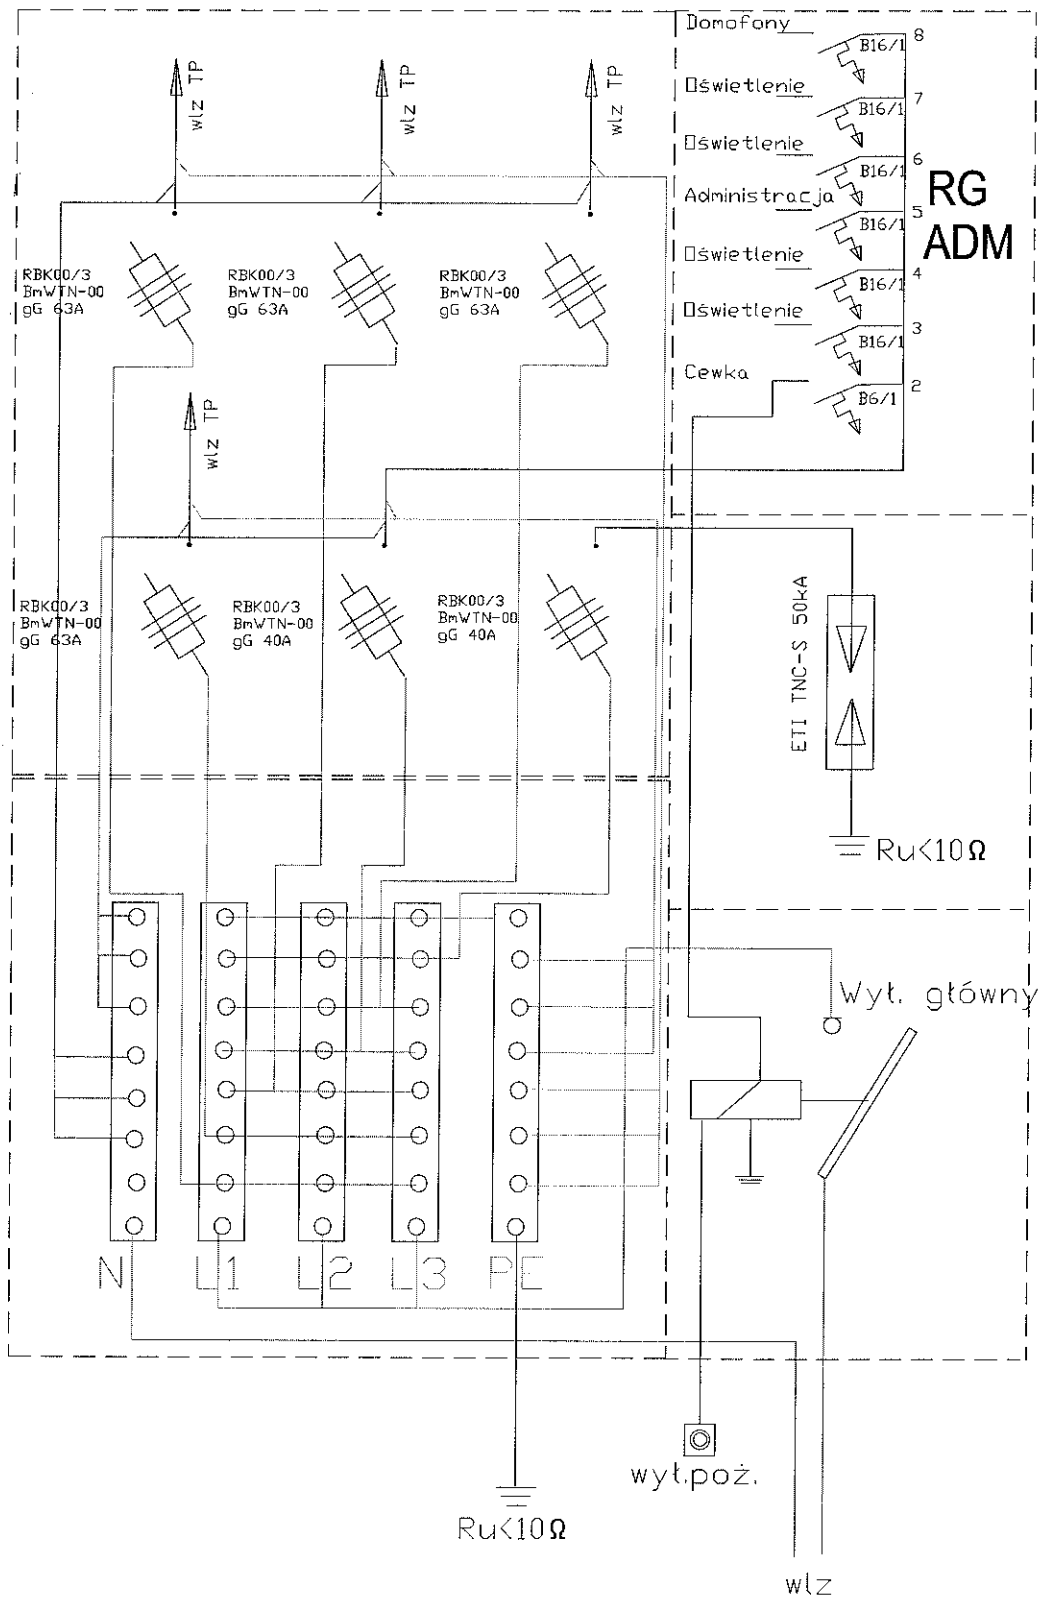 Domofony
B16/1
8
Oświetlenie
B16/1
7
Oświetlenie
B16/1
6
Administracja
B16/1
5
Oświetlenie
B16/1
4
Oświetlenie
B16/1
3
Cewka
B6/1
2
RG
ADM
wlz TP
wlz TP
wlz TP
RBK00/3
BmWTN-00
gG 63A
RBK00/3
BmWTN-00
gG 63A
RBK00/3
BmWTN-00
gG 63A
wlz TP
RBK00/3
BmWTN-00
gG 63A
RBK00/3
BmWTN-00
gG 40A
RBK00/3
BmWTN-00
gG 40A
ETI TNC-S 50kA
Ru<10Ω
Wył. główny
N
L1
L2
L3
PE
wył.poż.
Ru<10Ω
wlz